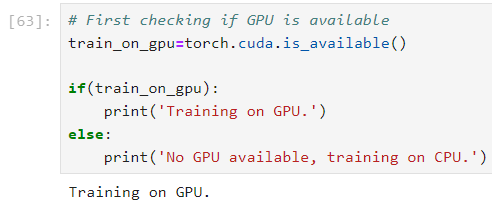 [63]: # First checking if GPU is available
train_on_gpu=torch.cuda.is_available()
if(train_on_gpu):
print('Training on GPU.')
else:
print('No GPU available, training on CPU.')
Training on GPU.